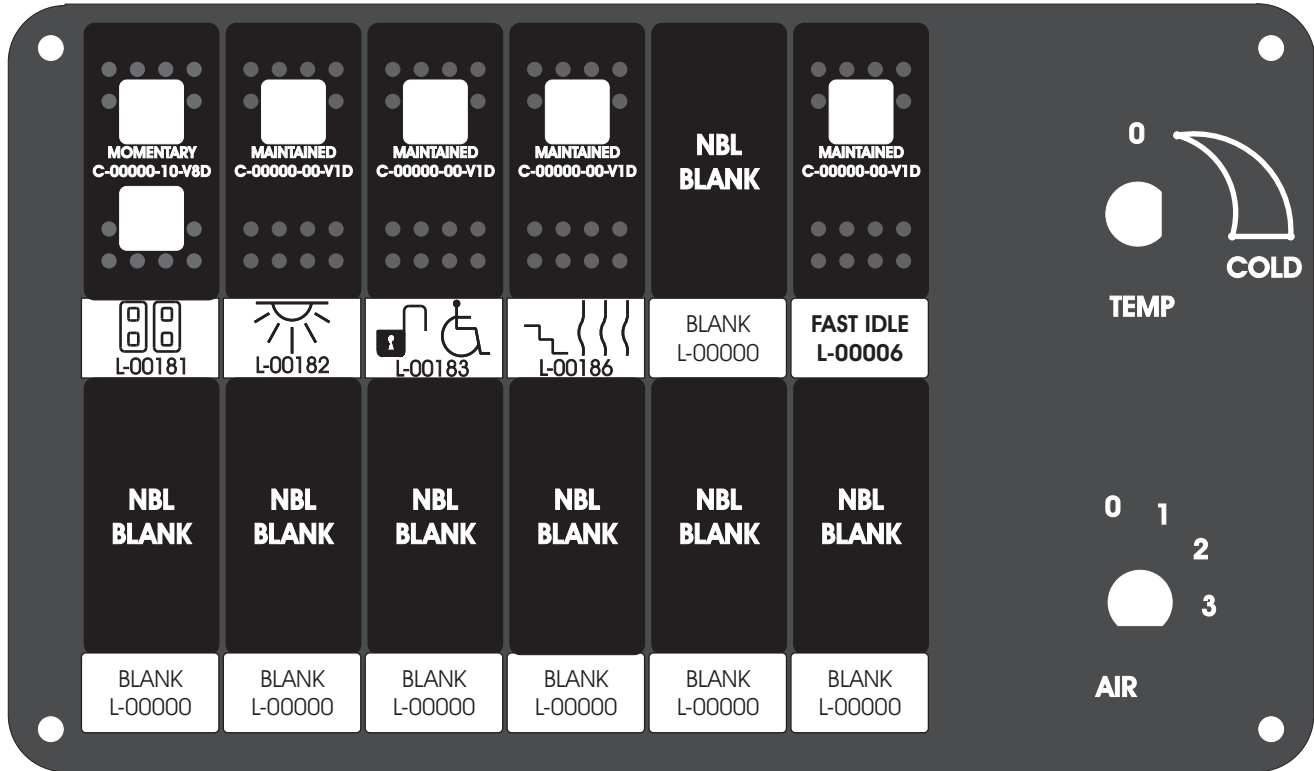 MOMENTARY
C-00000-10-V8D
MAINTAINED
C-00000-00-V1D
MAINTAINED
C-00000-00-V1D
MAINTAINED
C-00000-00-V1D
NBL
BLANK
MAINTAINED
C-00000-00-V1D
L-00181
L-00182
L-00183
L-00186
BLANK
L-00000
FAST IDLE
L-00006
NBL
BLANK
NBL
BLANK
NBL
BLANK
NBL
BLANK
NBL
BLANK
NBL
BLANK
BLANK
L-00000
BLANK
L-00000
BLANK
L-00000
BLANK
L-00000
BLANK
L-00000
BLANK
L-00000
0
COLD
TEMP
0
1
2
3
AIR